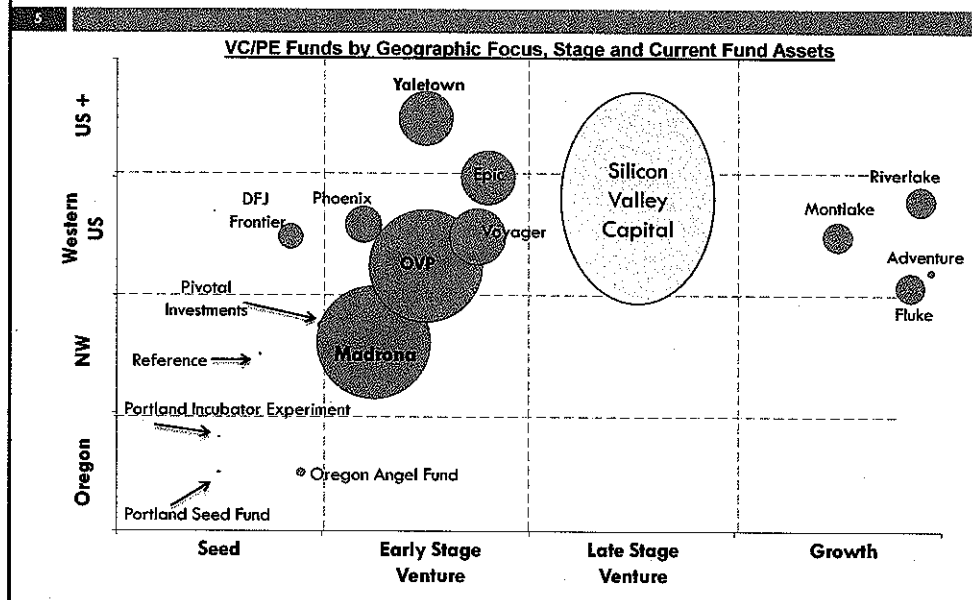 5
VC/PE Funds by Geographic Focus, Stage and Current Fund Assets
US +
Western
US
NW
Oregon
Yaletown
Epic
Silicon
Valley
Capital
Riverlake
DFJ
Frontier
Phoenix
Montlake
Voyager
OVP
Adventure
Pivotal
Investments
Fluke
Madrona
Reference
Portland Incubator Experiment
Oregon Angel Fund
Portland Seed Fund
Seed
Early Stage
Venture
Late Stage
Venture
Growth